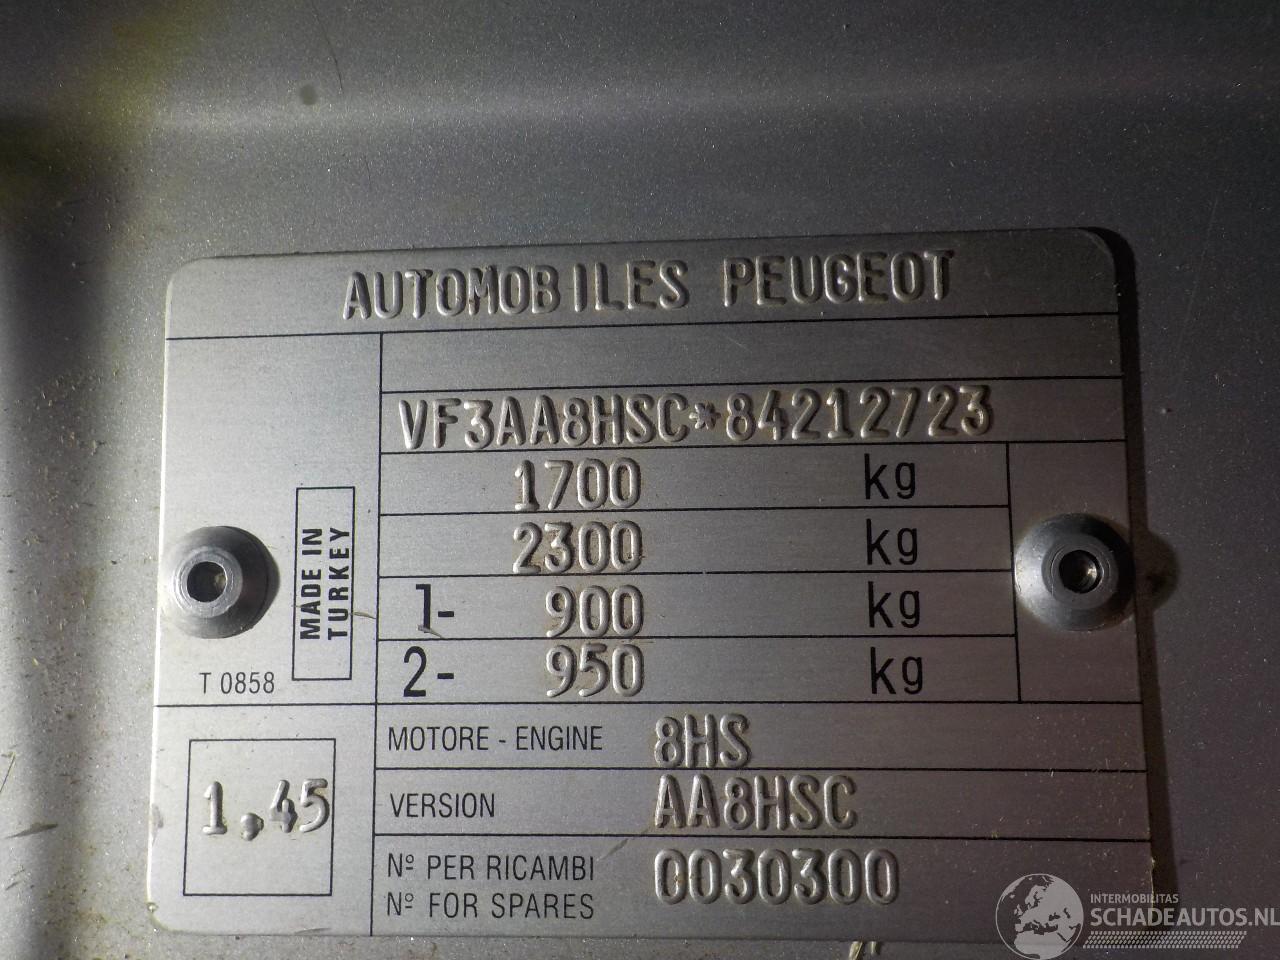 AUTOMOBILES PEUGEOT
VF3AA8HSC*84212723
1700 kg
2300 kg
1- 900 kg
2- 950 kg
MADE IN
TURKEY
T 0858
1,45
MOTORE - ENGINE 8HS
VERSION AA8HSC
Nº PER RICAMBI
Nº FOR SPARES
0030300
INTERMOBILITAS
SCHADEAUTOS.NL